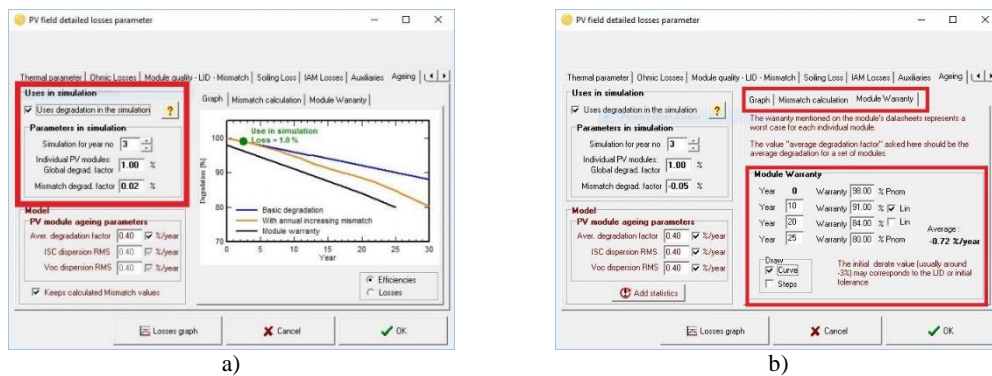 PV field detailed losses parameter
Thermal parameter | Ohmic Losses | Module quality - LID - Mismatch | Soiling Loss | IAM Losses | Auxiliaries | Ageing
Uses in simulation
Uses degradation in the simulation ?
Parameters in simulation
Simulation for year no 3
Individual PV modules:
Global degrad. factor 1.00 %
Mismatch degrad. factor 0.02 %
Model
PV module ageing parameters
Aver. degradation factor 0.40 %/year
ISC dispersion RMS 0.40 %/year
Voc dispersion RMS 0.40 %/year
Keeps calculated Mismatch values
Graph | Mismatch calculation | Module Warranty
Use in simulation
Loss = 1.0 %
Degradation [%]
100
90
80
70
Basic degradation
With annual increasing mismatch
Module warranty
0 5 10 15 20 25 30
Year
Efficiencies
Losses
Losses graph Cancel OK
a)
PV field detailed losses parameter
Thermal parameter | Ohmic Losses | Module quality - LID - Mismatch | Soiling Loss | IAM Losses | Auxiliaries | Ageing
Uses in simulation
Uses degradation in the simulation ?
Parameters in simulation
Simulation for year no 3
Individual PV modules:
Global degrad. factor 1.00 %
Mismatch degrad. factor -0.05 %
Model
PV module ageing parameters
Aver. degradation factor 0.40 %/year
ISC dispersion RMS 0.40 %/year
Voc dispersion RMS 0.40 %/year
Add statistics
Graph | Mismatch calculation | Module Warranty
The warranty mentioned on the module's datasheets represents a
worst case for each individual module.
The value "average degradation factor" asked here should be the
average degradation for a set of modules.
Module Warranty
Year 0 Warranty 98.00 % Pnom
Year 10 Warranty 91.00 % Lin
Year 20 Warranty 84.00 % Lin
Year 25 Warranty 80.00 % Pnom
Average :
-0.72 %/year
Draw
Curve
Steps
The initial derate value (usually around
-3%) may corresponds to the LID or initial
tolerance
Losses graph Cancel OK
b)